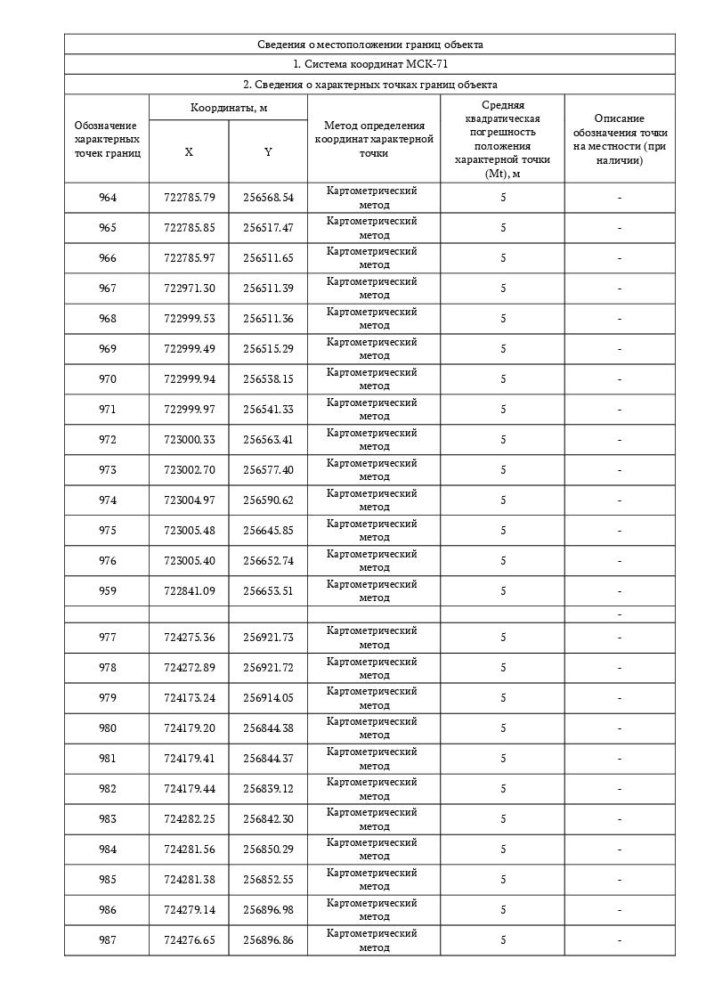 Сведения о местоположении границ объекта
1. Система координат МСК-71
2. Сведения о характерных точках границ объекта
Обозначение характерных точек границ
Координаты, м
X
Y
Метод определения координат характерной точки
Средняя квадратическая погрешность положения характерной точки (Mt), м
Описание обозначения точки на местности (при наличии)
964 722785.79 256568.54 Картометрический метод 5 -
965 722785.85 256517.47 Картометрический метод 5 -
966 722785.97 256511.65 Картометрический метод 5 -
967 722971.30 256511.39 Картометрический метод 5 -
968 722999.53 256511.36 Картометрический метод 5 -
969 722999.49 256515.29 Картометрический метод 5 -
970 722999.94 256538.15 Картометрический метод 5 -
971 722999.97 256541.33 Картометрический метод 5 -
972 723000.33 256563.41 Картометрический метод 5 -
973 723002.70 256577.40 Картометрический метод 5 -
974 723004.97 256590.62 Картометрический метод 5 -
975 723005.48 256645.85 Картометрический метод 5 -
976 723005.40 256652.74 Картометрический метод 5 -
959 722841.09 256653.51 Картометрический метод 5 -
-
977 724275.36 256921.73 Картометрический метод 5 -
978 724272.89 256921.72 Картометрический метод 5 -
979 724173.24 256914.05 Картометрический метод 5 -
980 724179.20 256844.38 Картометрический метод 5 -
981 724179.41 256844.37 Картометрический метод 5 -
982 724179.44 256839.12 Картометрический метод 5 -
983 724282.25 256842.30 Картометрический метод 5 -
984 724281.56 256850.29 Картометрический метод 5 -
985 724281.38 256852.55 Картометрический метод 5 -
986 724279.14 256896.98 Картометрический метод 5 -
987 724276.65 256896.86 Картометрический метод 5 -